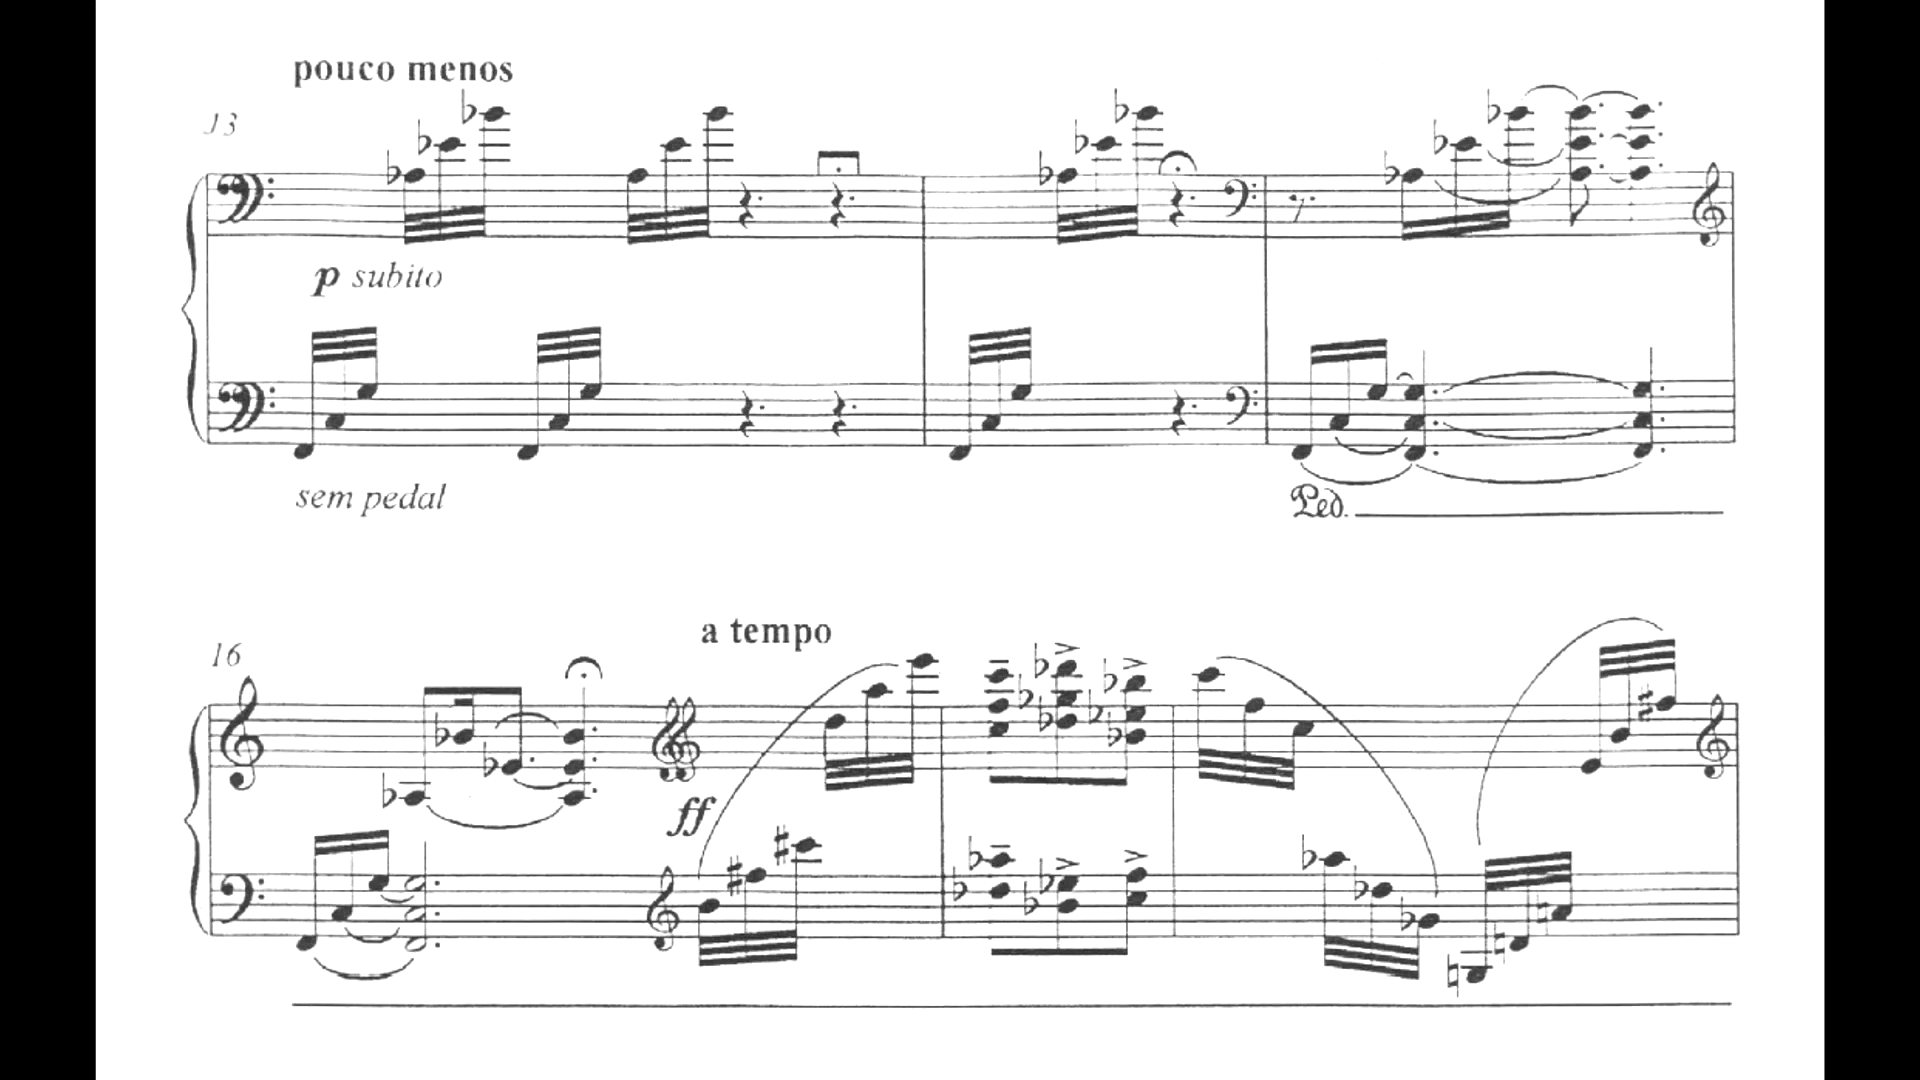 pouco menos
13
p subito
sem pedal
Ped.
a tempo
16
ff